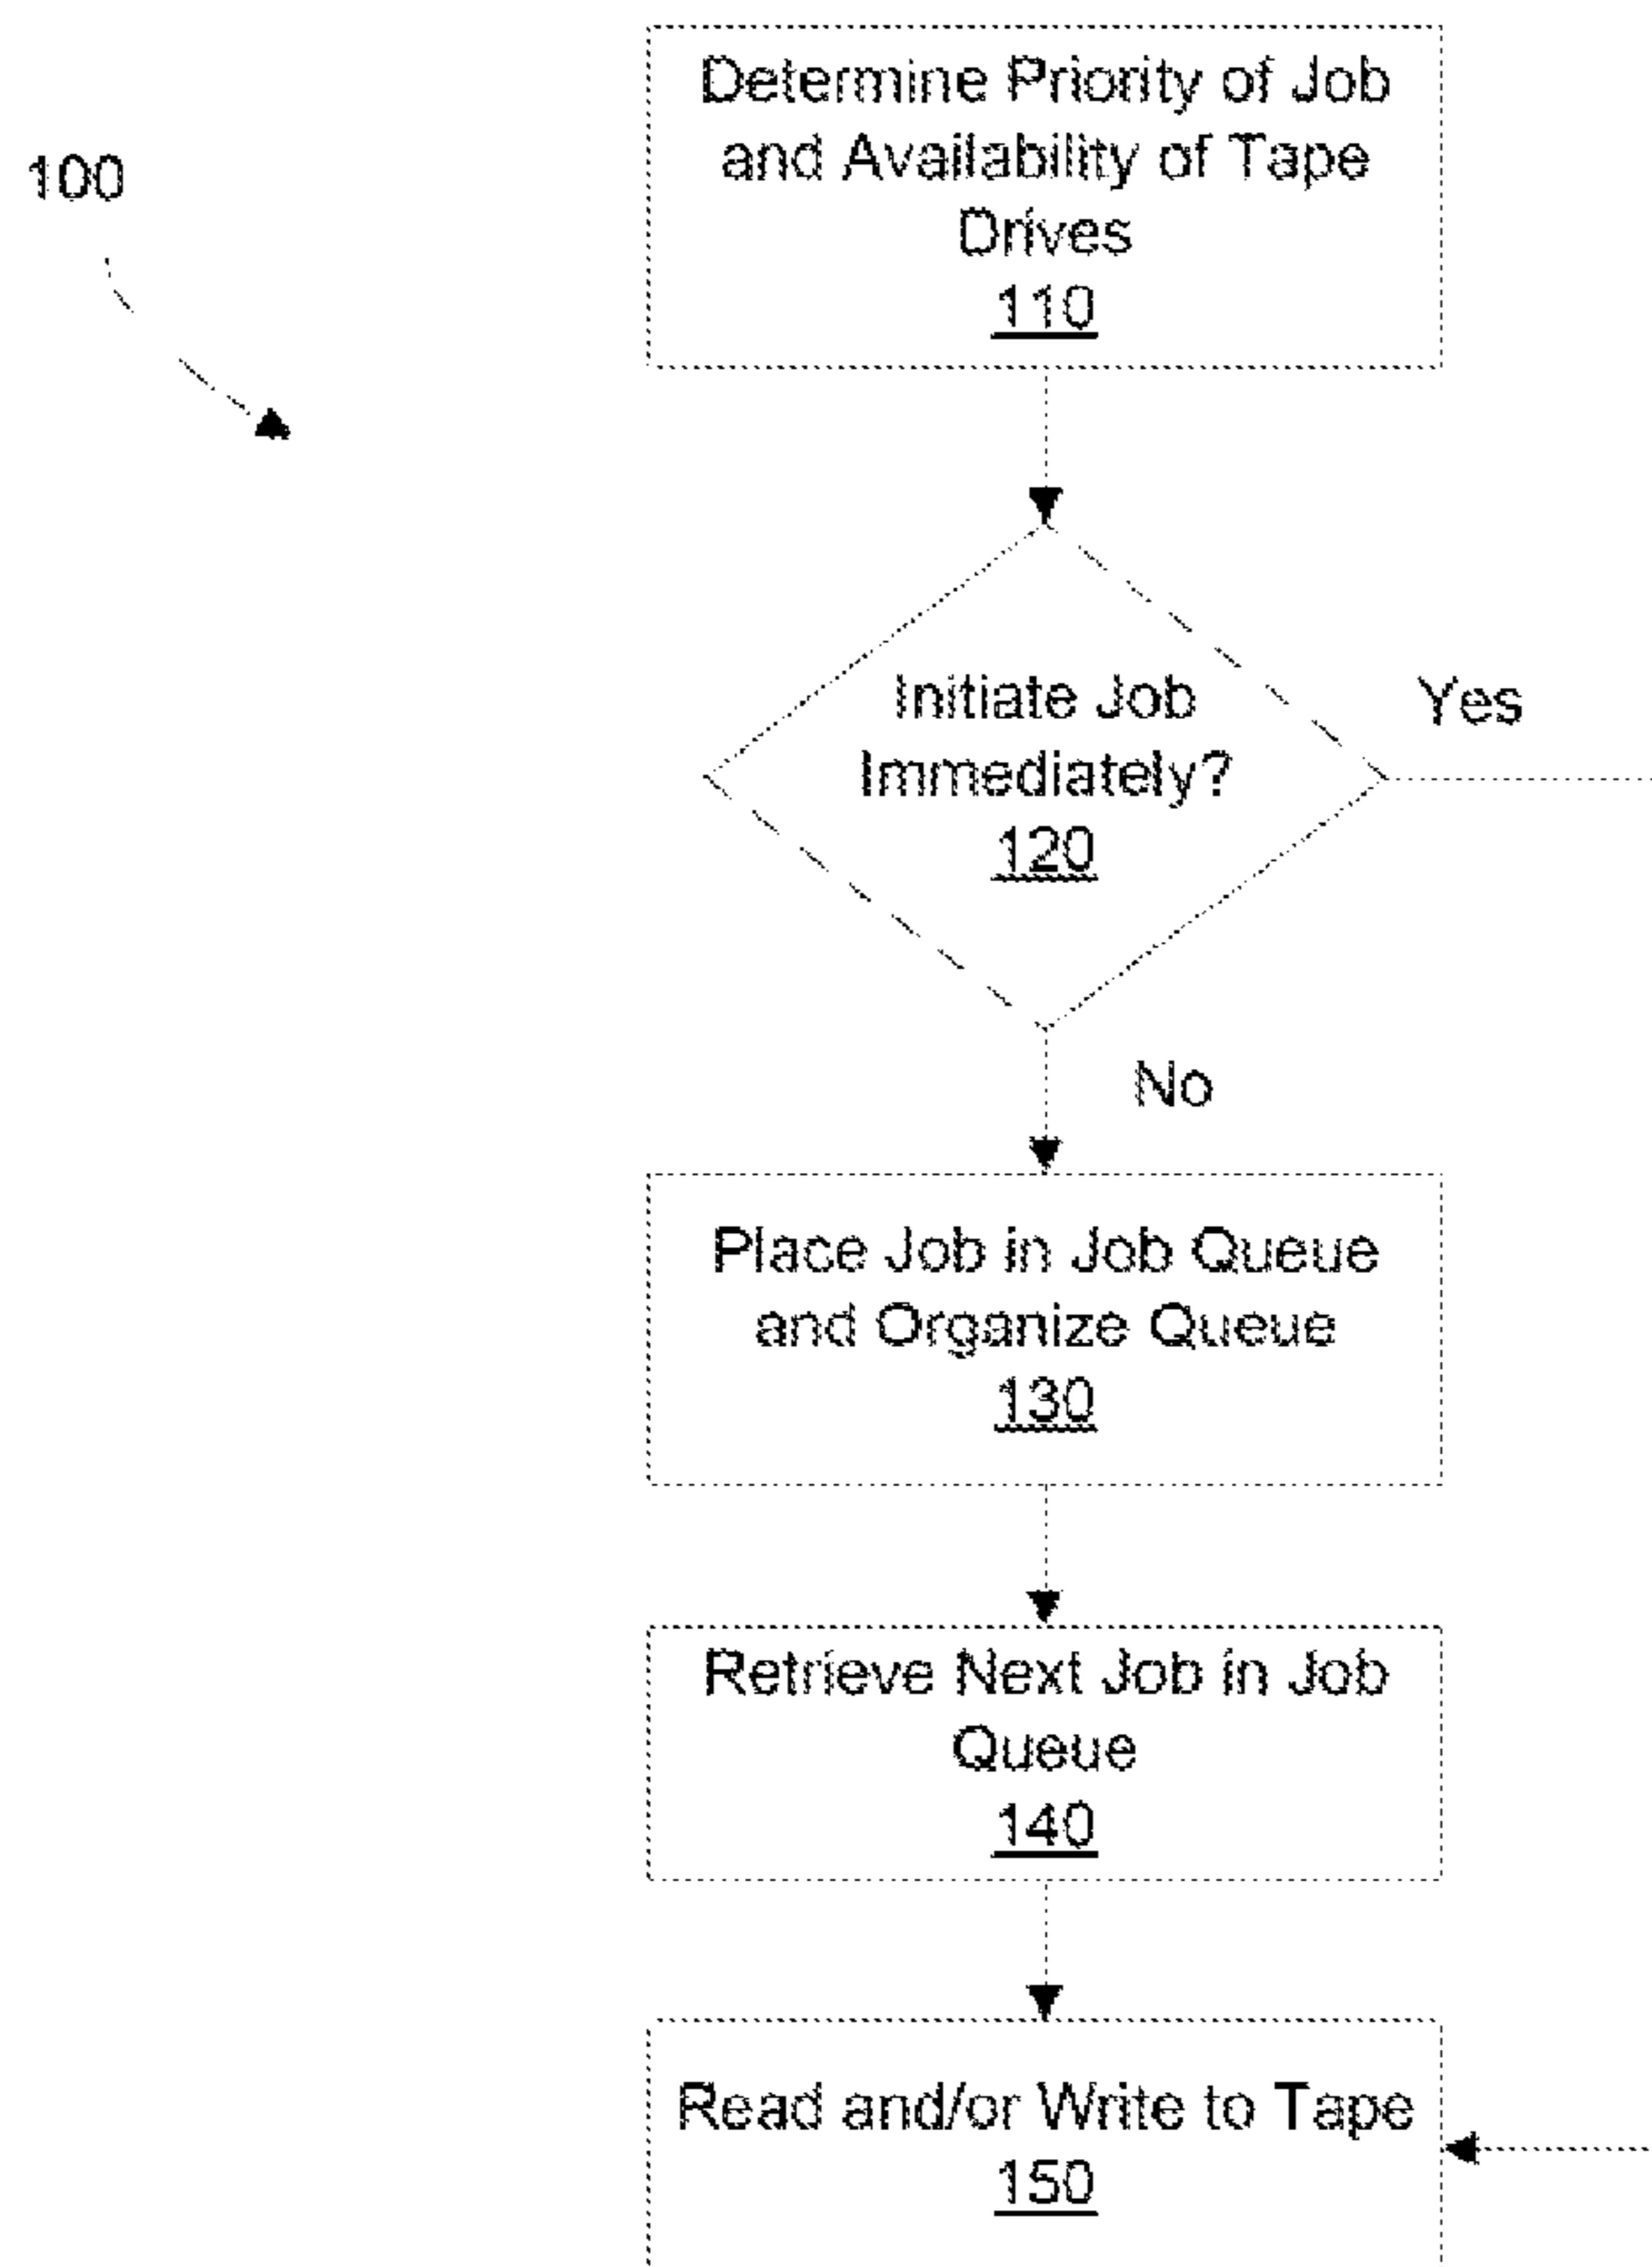 100
Determine Priority of Job
and Availability of Tape
Drives
110
Initiate Job
Immediately?
120
Yes
No
Place Job in Job Queue
and Organize Queue
130
Retrieve Next Job in Job
Queue
140
Read and/or Write to Tape
150